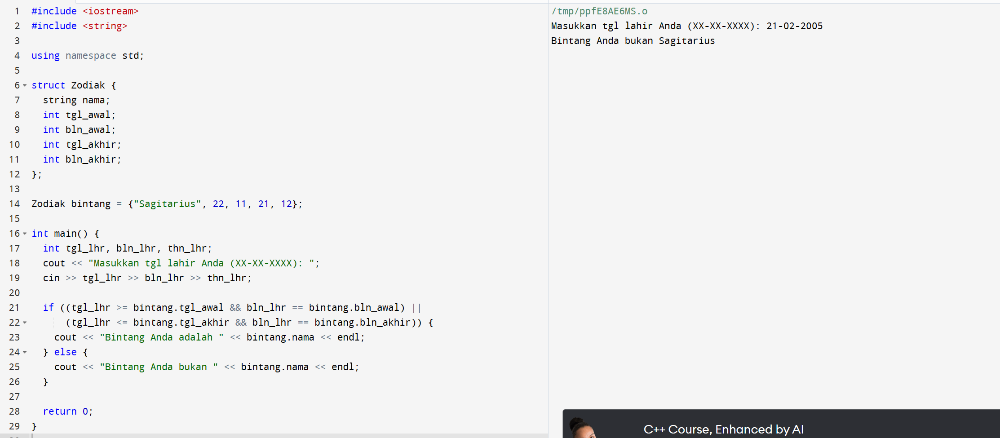 1 #include <iostream>
2 #include <string>
3
4 using namespace std;
5
6 struct Zodiak {
7   string nama;
8   int tgl_awal;
9   int bln_awal;
10   int tgl_akhir;
11   int bln_akhir;
12 };
13
14 Zodiak bintang = {"Sagitarius", 22, 11, 21, 12};
15
16 int main() {
17   int tgl_lhr, bln_lhr, thn_lhr;
18   cout << "Masukkan tgl lahir Anda (XX-XX-XXXX): ";
19   cin >> tgl_lhr >> bln_lhr >> thn_lhr;
20
21   if ((tgl_lhr >= bintang.tgl_awal && bln_lhr == bintang.bln_awal) ||
22       (tgl_lhr <= bintang.tgl_akhir && bln_lhr == bintang.bln_akhir)) {
23     cout << "Bintang Anda adalah " << bintang.nama << endl;
24   } else {
25     cout << "Bintang Anda bukan " << bintang.nama << endl;
26   }
27
28   return 0;
29 }
/tmp/ppfE8AE6MS.o
Masukkan tgl lahir Anda (XX-XX-XXXX): 21-02-2005
Bintang Anda bukan Sagitarius
C++ Course, Enhanced by AI